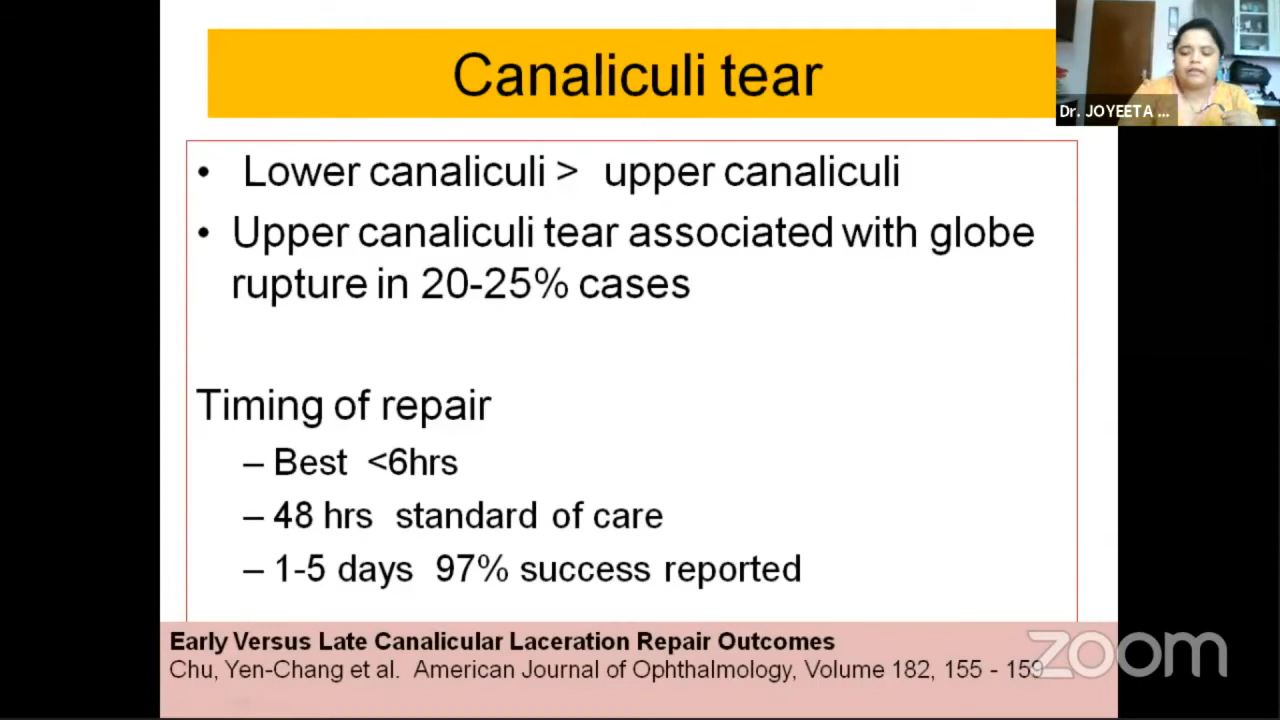 Canaliculi tear
Dr. JOYEETA ...
• Lower canaliculi > upper canaliculi
• Upper canaliculi tear associated with globe
rupture in 20-25% cases
Timing of repair
– Best <6hrs
– 48 hrs standard of care
– 1-5 days 97% success reported
Early Versus Late Canalicular Laceration Repair Outcomes
Chu, Yen-Chang et al. American Journal of Ophthalmology, Volume 182, 155 - 159
zoom